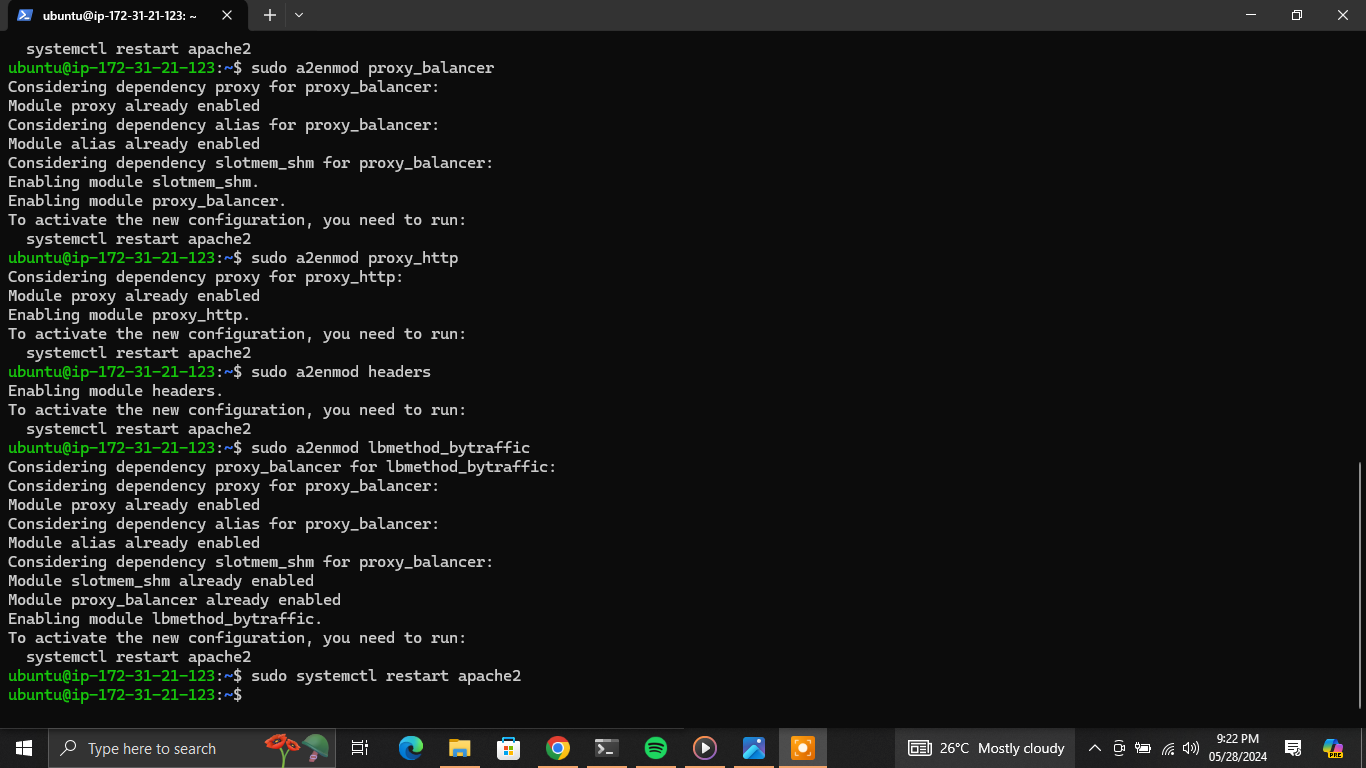 ubuntu@ip-172-31-21-123: ~
  systemctl restart apache2
ubuntu@ip-172-31-21-123:~$ sudo a2enmod proxy_balancer
Considering dependency proxy for proxy_balancer:
Module proxy already enabled
Considering dependency alias for proxy_balancer:
Module alias already enabled
Considering dependency slotmem_shm for proxy_balancer:
Enabling module slotmem_shm.
Enabling module proxy_balancer.
To activate the new configuration, you need to run:
  systemctl restart apache2
ubuntu@ip-172-31-21-123:~$ sudo a2enmod proxy_http
Considering dependency proxy for proxy_http:
Module proxy already enabled
Enabling module proxy_http.
To activate the new configuration, you need to run:
  systemctl restart apache2
ubuntu@ip-172-31-21-123:~$ sudo a2enmod headers
Enabling module headers.
To activate the new configuration, you need to run:
  systemctl restart apache2
ubuntu@ip-172-31-21-123:~$ sudo a2enmod lbmethod_bytraffic
Considering dependency proxy_balancer for lbmethod_bytraffic:
Considering dependency proxy for proxy_balancer:
Module proxy already enabled
Considering dependency alias for proxy_balancer:
Module alias already enabled
Considering dependency slotmem_shm for proxy_balancer:
Module slotmem_shm already enabled
Module proxy_balancer already enabled
Enabling module lbmethod_bytraffic.
To activate the new configuration, you need to run:
  systemctl restart apache2
ubuntu@ip-172-31-21-123:~$ sudo systemctl restart apache2
ubuntu@ip-172-31-21-123:~$
Type here to search
26°C Mostly cloudy
9:22 PM
05/28/2024
PRE